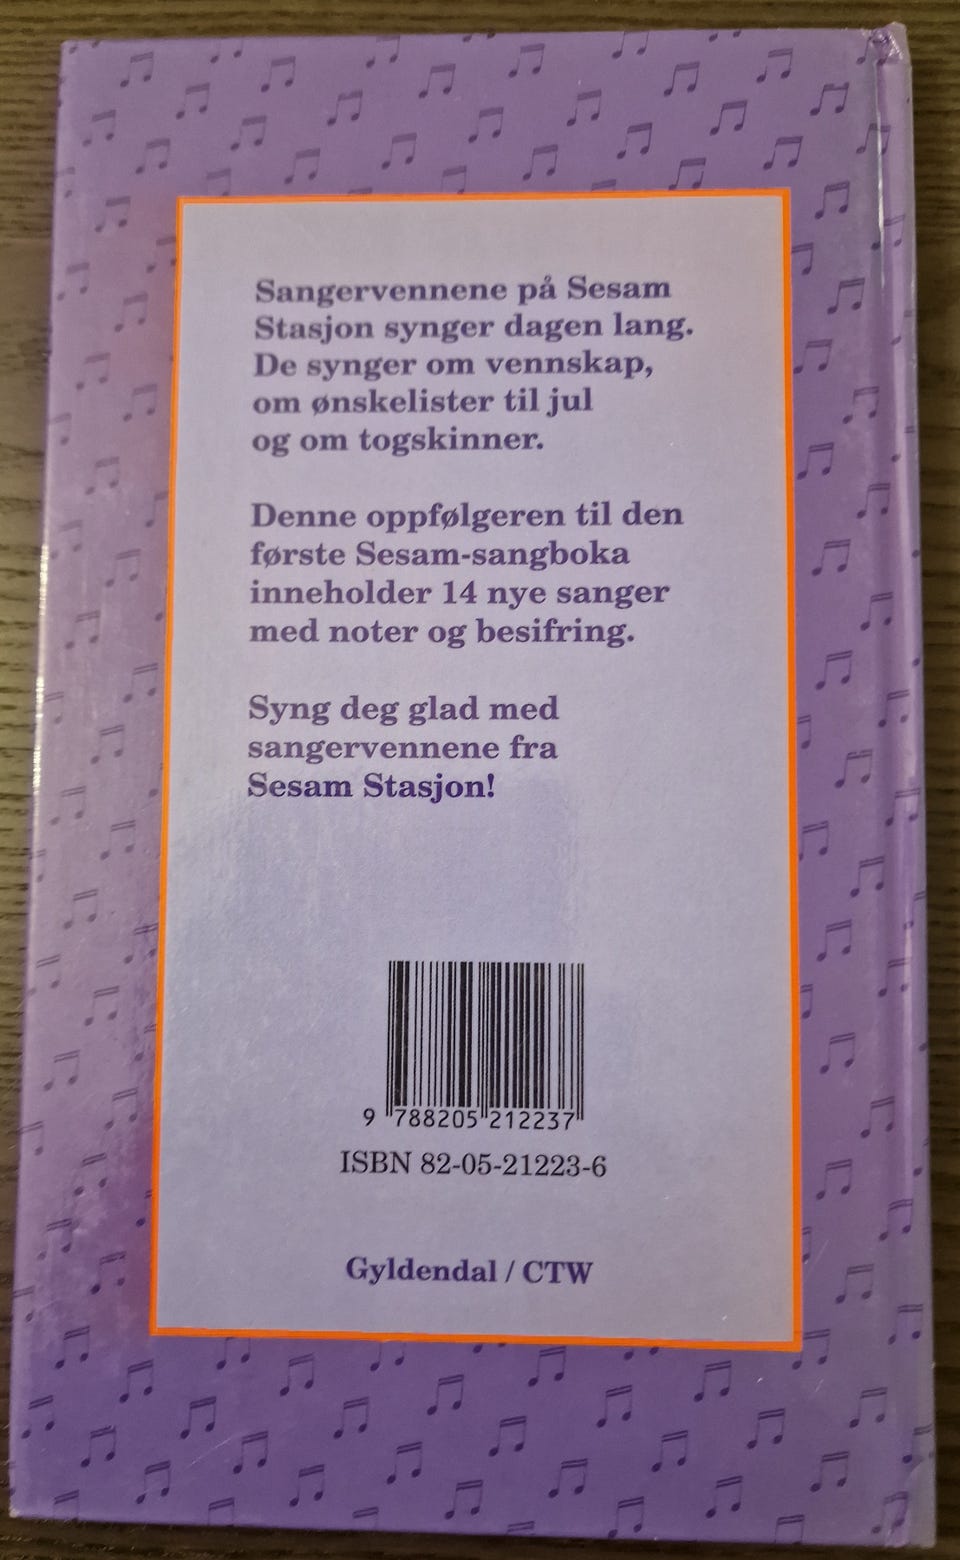 Sangervennene på Sesam
Stasjon synger dagen lang.
De synger om vennskap,
om ønskelister til jul
og om togskinner.
Denne oppfølgeren til den
første Sesam-sangboka
inneholder 14 nye sanger
med noter og besifring.
Syng deg glad med
sangervennene fra
Sesam Stasjon!
9 788205 212237
ISBN 82-05-21223-6
Gyldendal / CTW